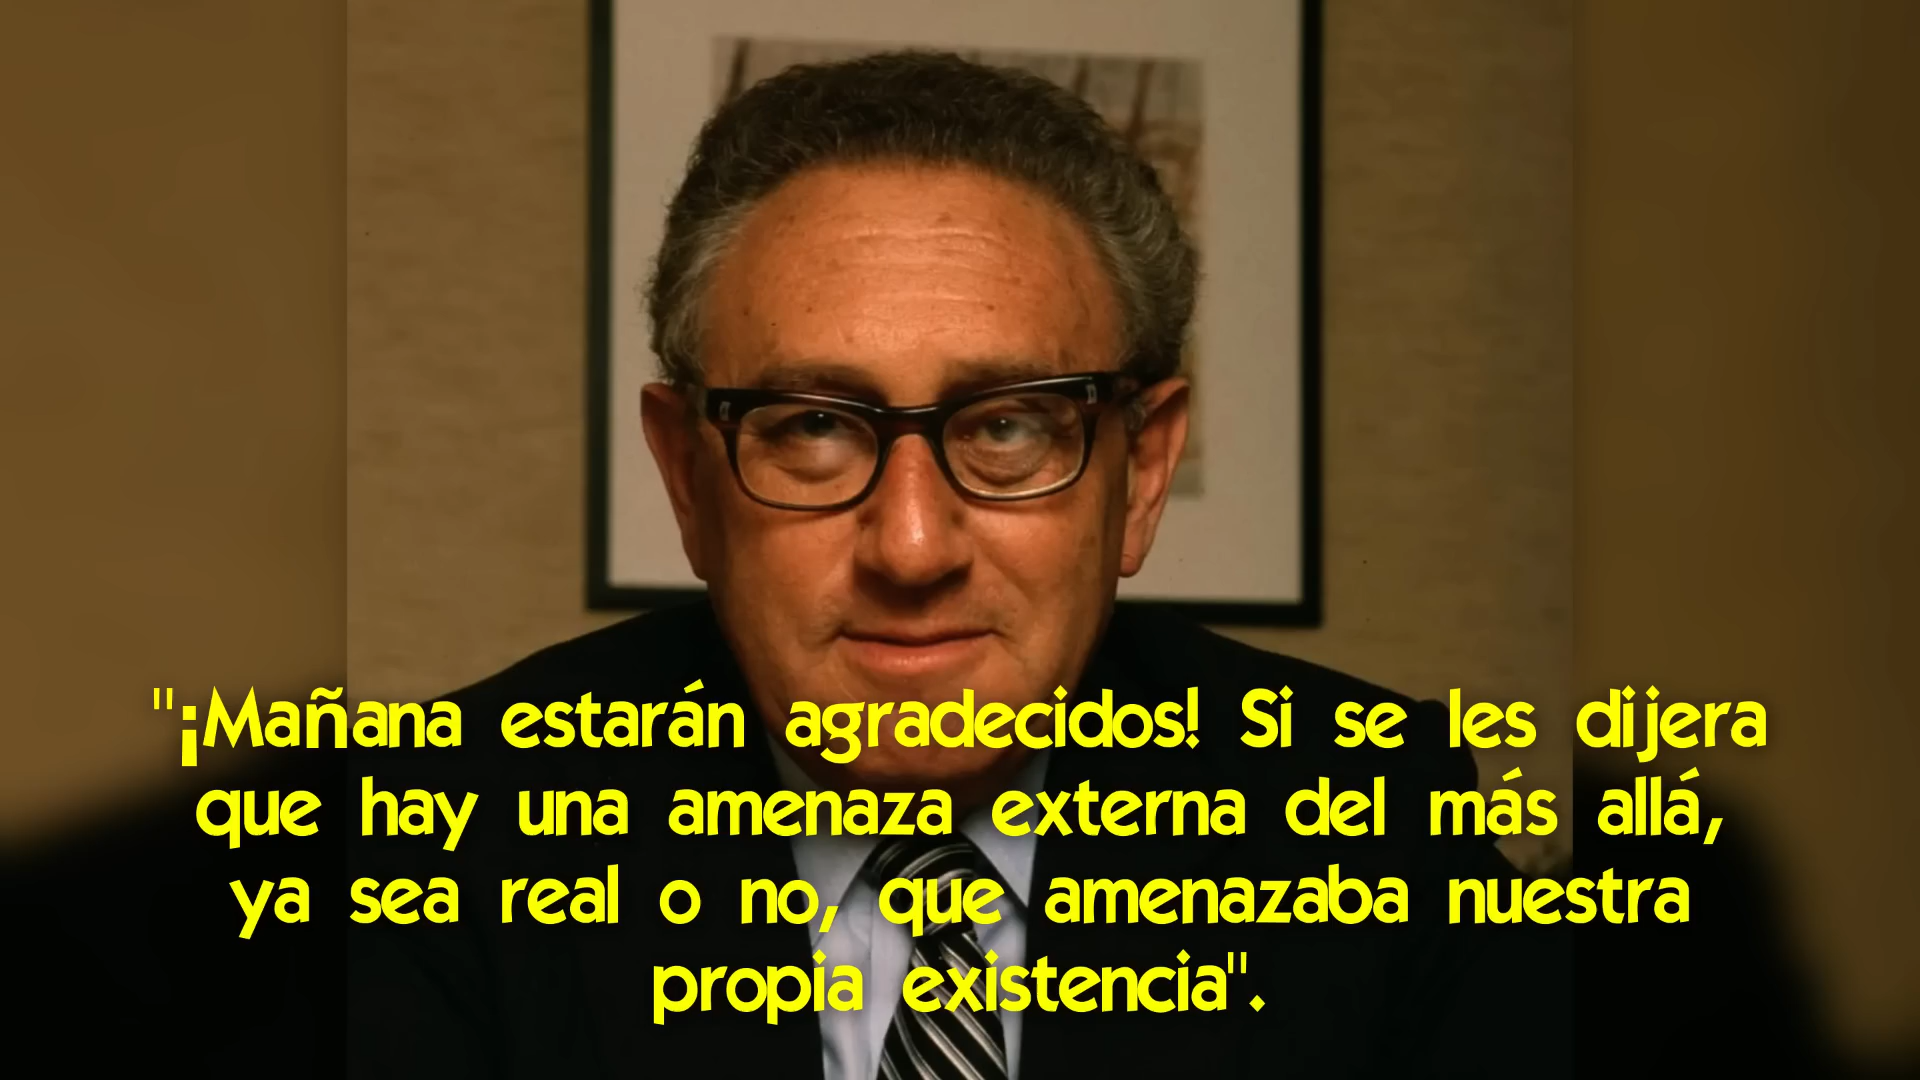 "¡Mañana estarán agradecidos! Si se les dijera
que hay una amenaza externa del más allá,
ya sea real o no, que amenazaba nuestra
propia existencia".